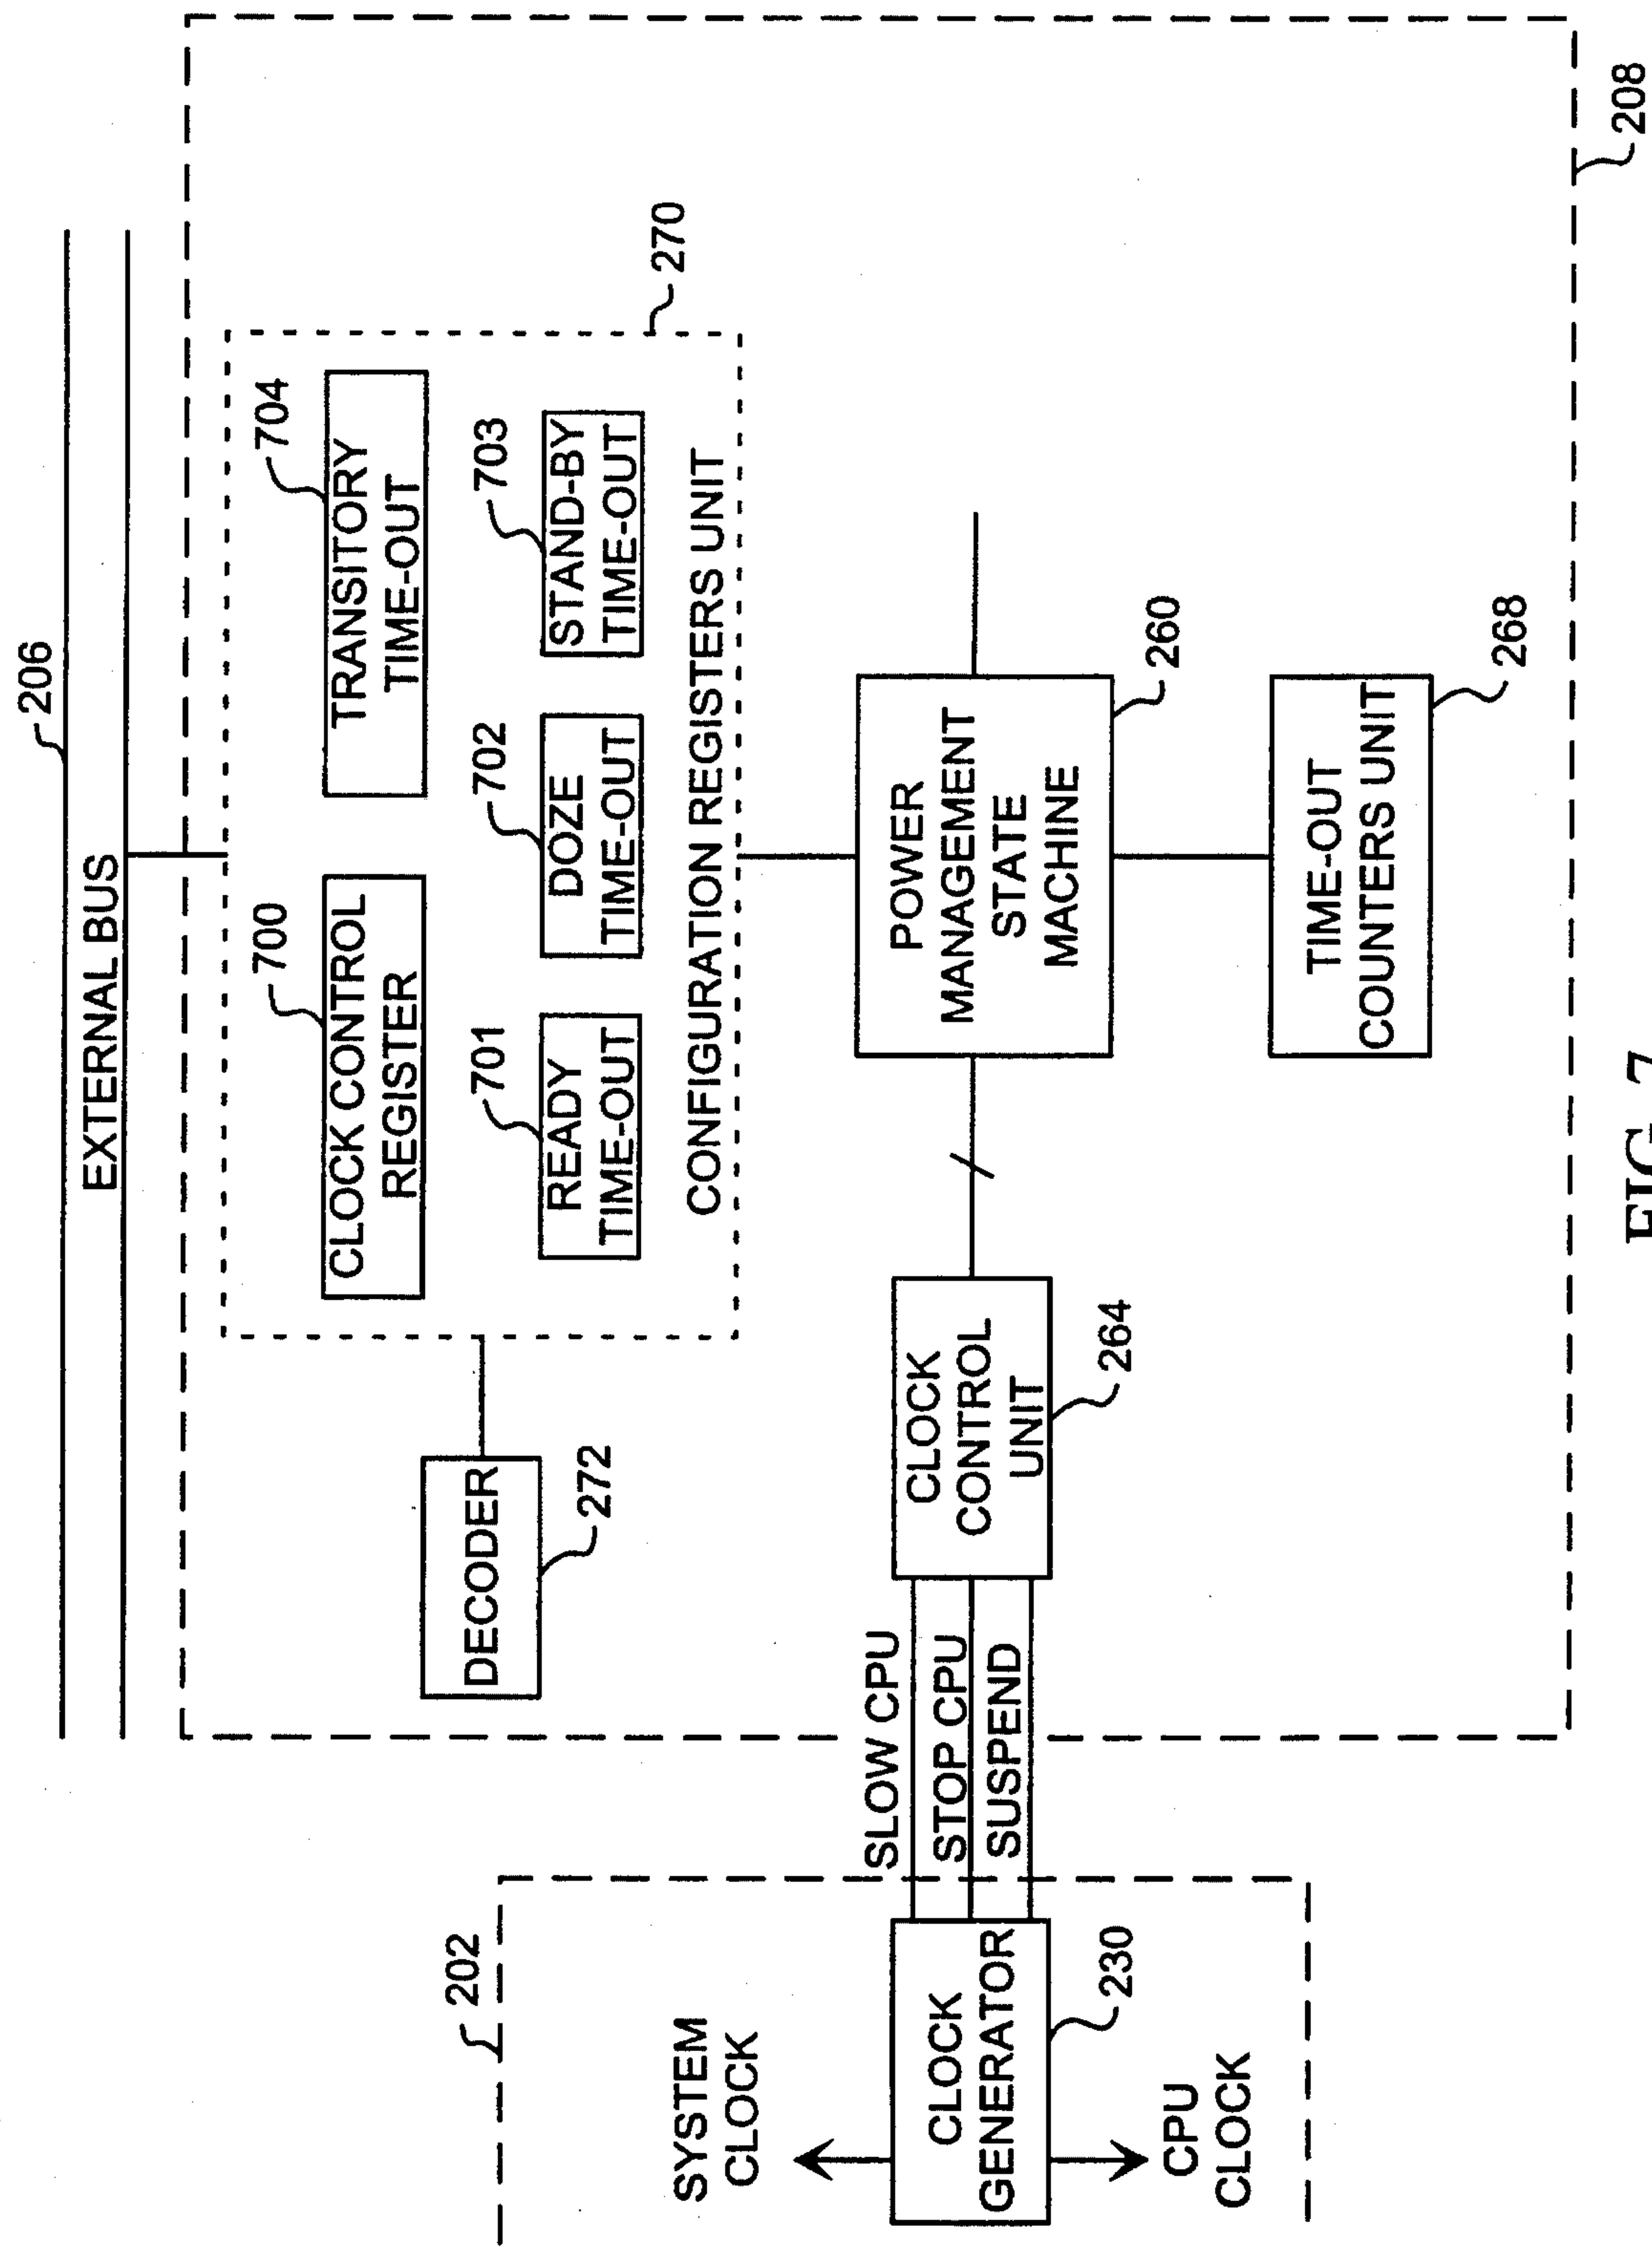 206
EXTERNAL BUS
700
CLOCK CONTROL
REGISTER
704
TRANSITORY
TIME-OUT
701
READY
TIME-OUT
702
DOZE
TIME-OUT
703
STAND-BY
TIME-OUT
CONFIGURATION REGISTERS UNIT
270
DECODER
272
202
SYSTEM
CLOCK
CLOCK
GENERATOR
230
CPU
CLOCK
SLOW CPU
STOP CPU
SUSPEND
CLOCK
CONTROL
UNIT
264
POWER
MANAGEMENT
STATE
MACHINE
260
TIME-OUT
COUNTERS UNIT
268
208
FIG. 7